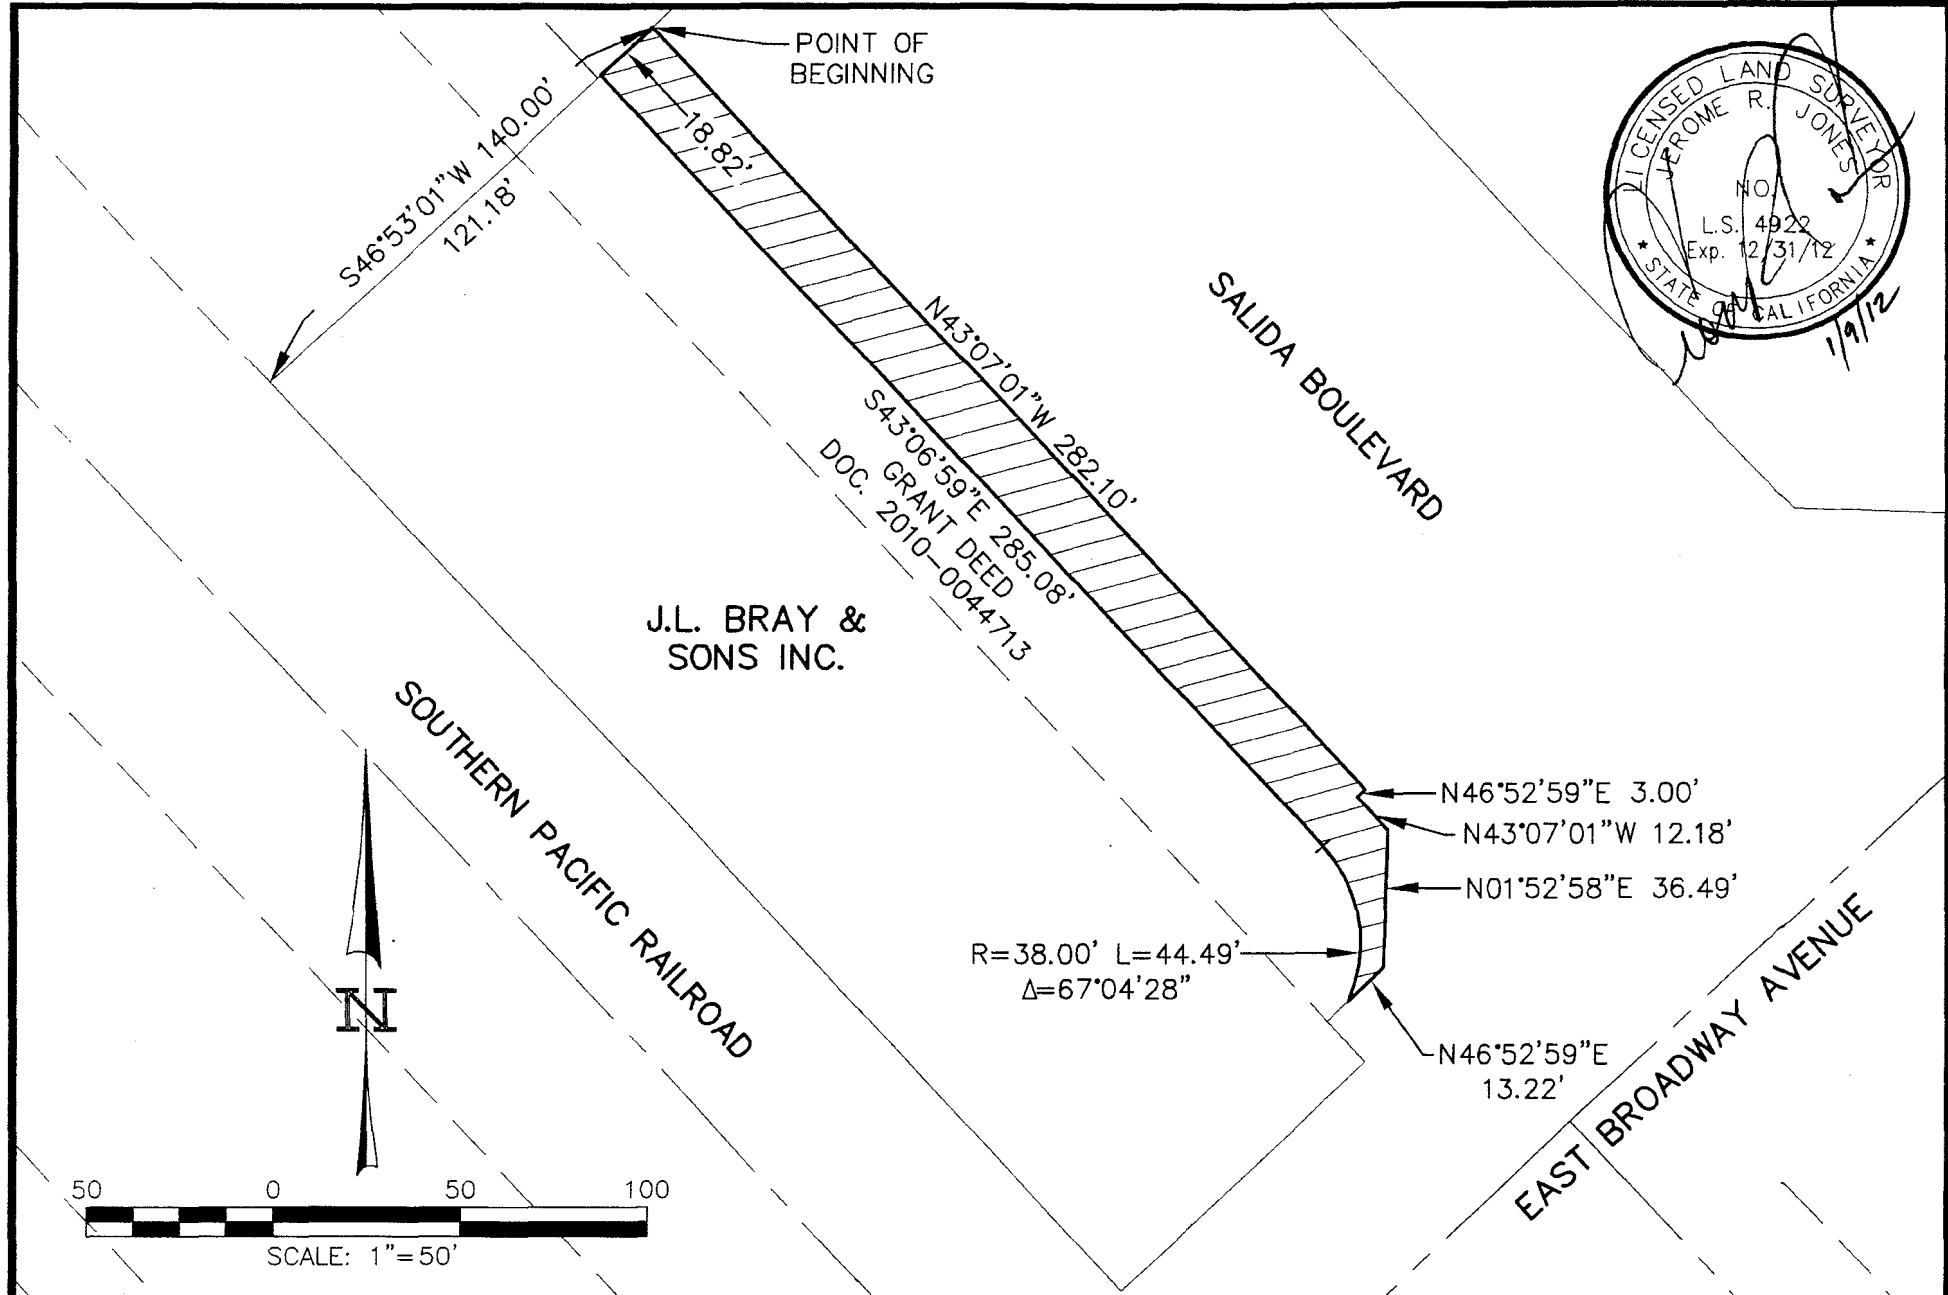 POINT OF
BEGINNING
18.82'
S46°53'01"W 140.00'
121.18'
LICENSED LAND SURVEYOR
JEROME R. JONES
NO.
L.S. 4922
Exp. 12/31/12
STATE OF CALIFORNIA
1/9/12
SALIDA BOULEVARD
N43°07'01"W 282.10'
S43°06'59"E 285.08'
GRANT DEED
DOC. 2010-0044713
J.L. BRAY &
SONS INC.
SOUTHERN PACIFIC RAILROAD
N46°52'59"E 3.00'
N43°07'01"W 12.18'
N01°52'58"E 36.49'
R=38.00' L=44.49'
Δ=67°04'28"
N46°52'59"E
13.22'
EAST BROADWAY AVENUE
N
50 0 50 100
SCALE: 1"=50'